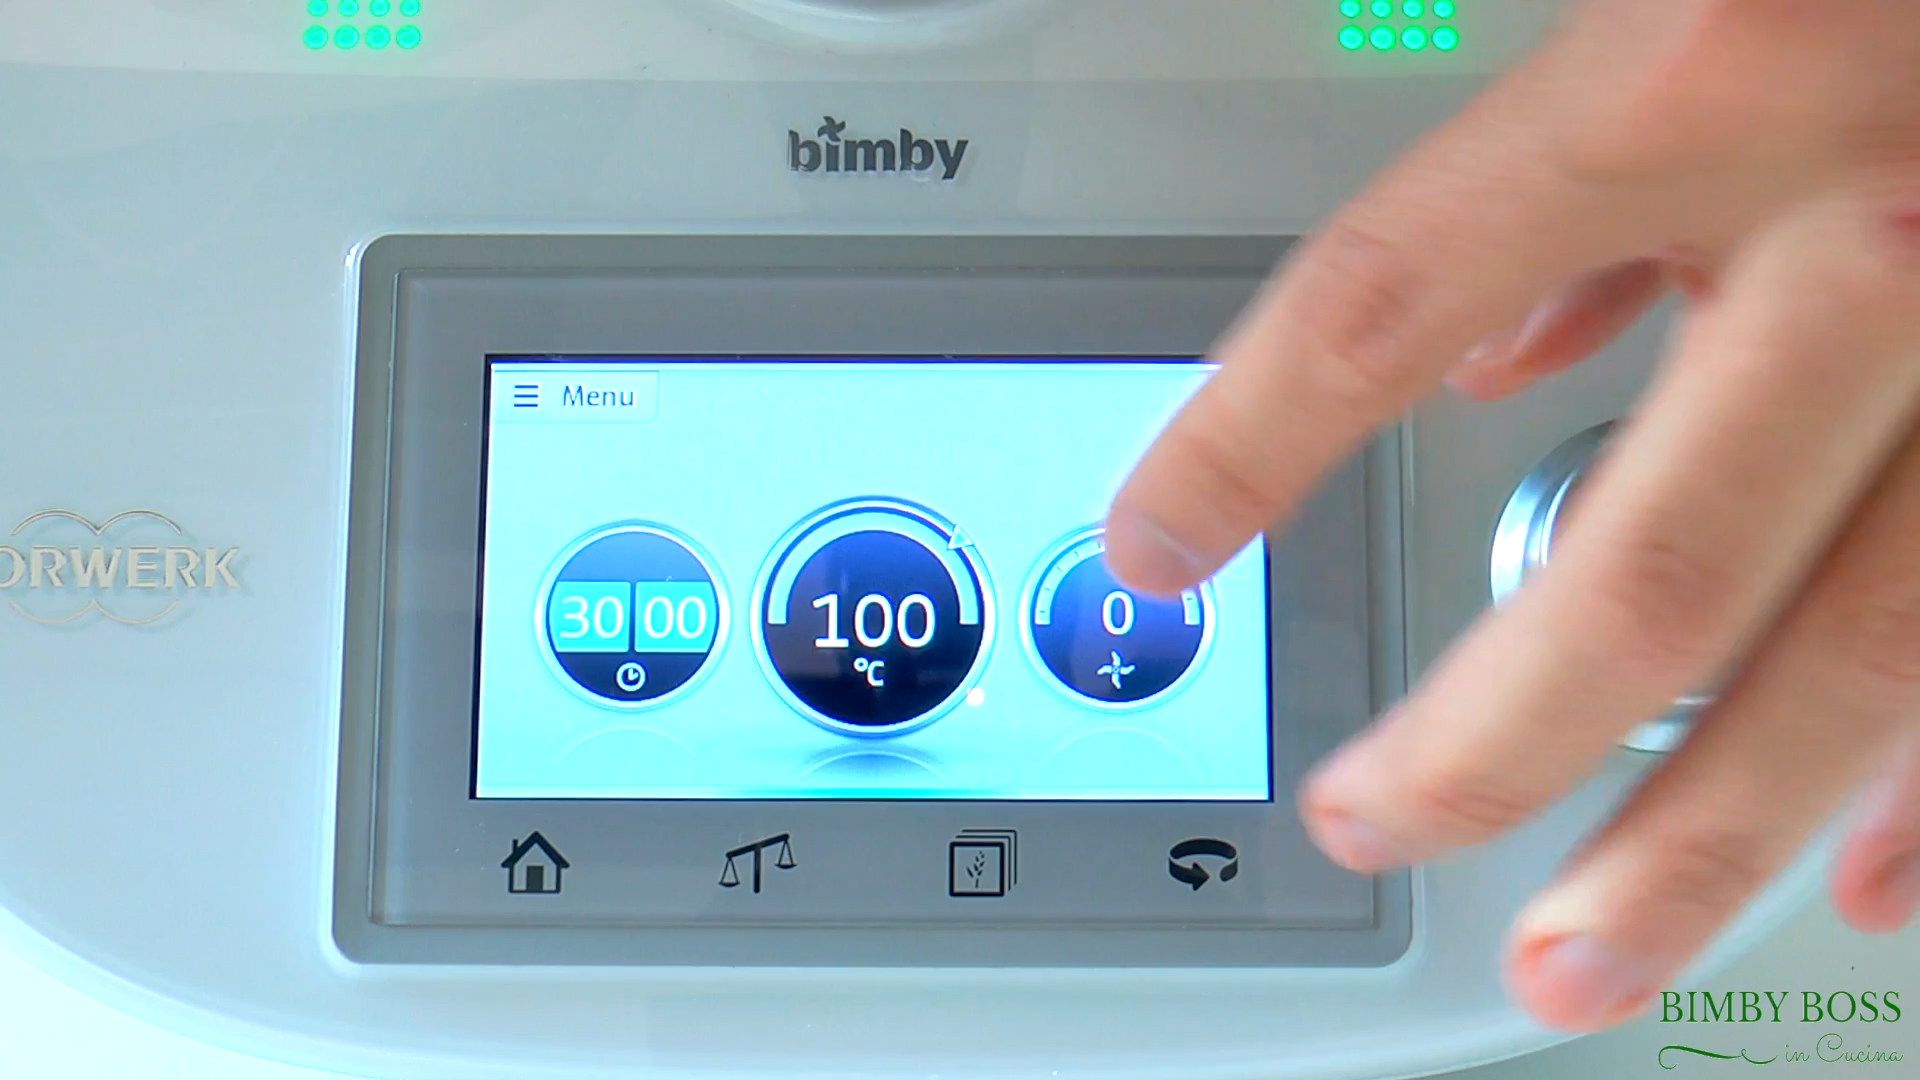 bimby
Menu
ORWERK
30 00
100
°C
0
BIMBY BOSS
in Cucina